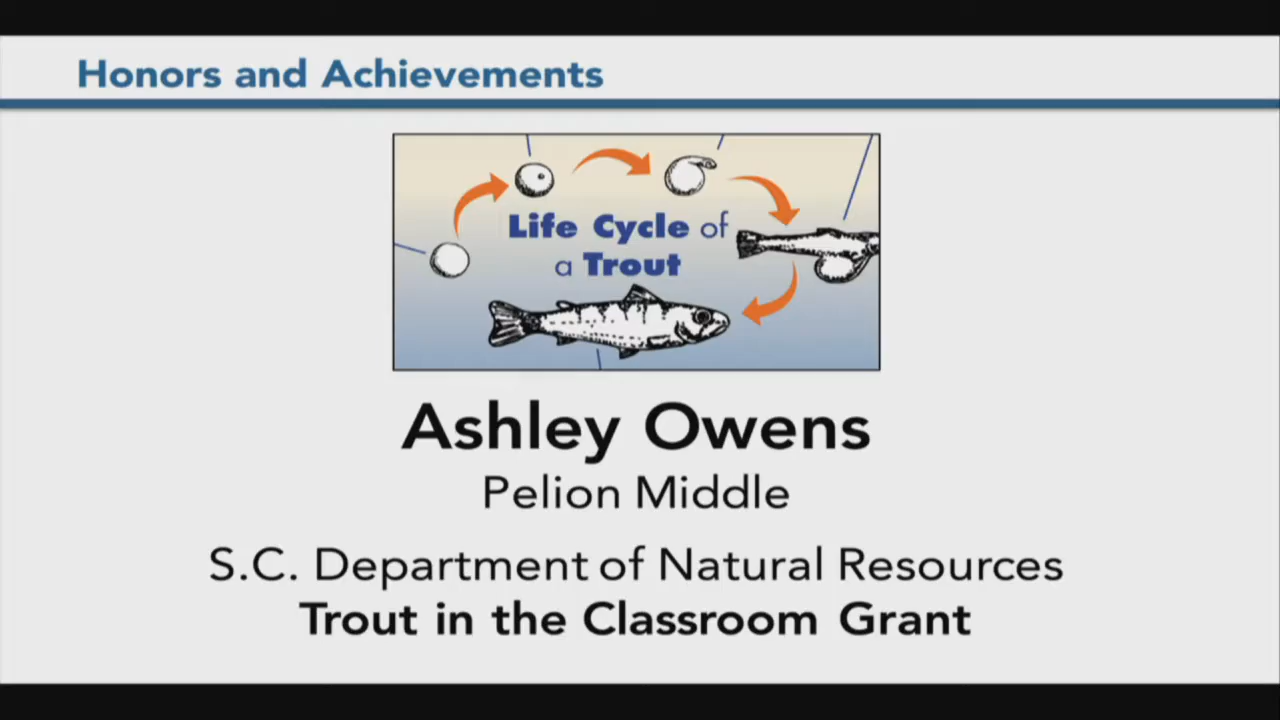 Honors and Achievements
Life Cycle of
a Trout
Ashley Owens
Pelion Middle
S.C. Department of Natural Resources
Trout in the Classroom Grant